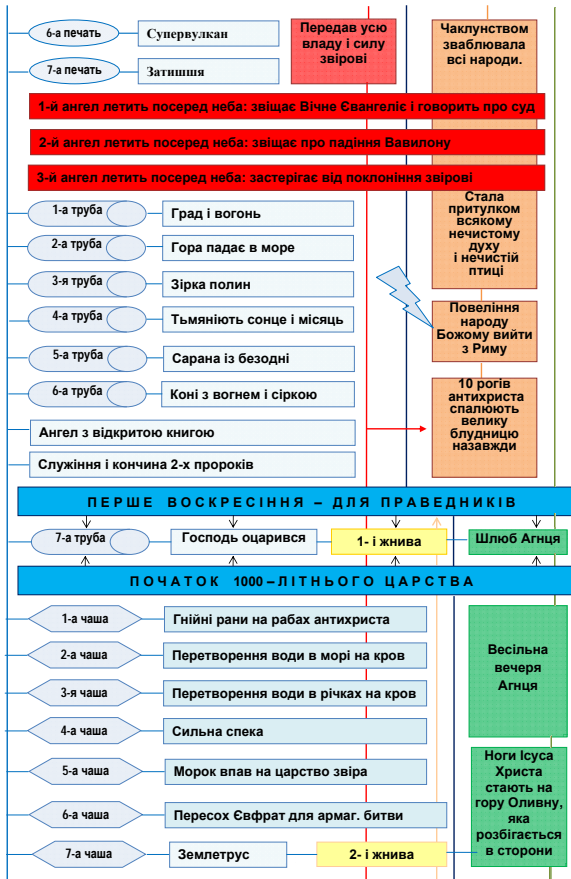 6-а печать
Супервулкан
7-а печать
Затишшя
Передав усю
владу і силу
звірові
Чаклунством
зваблювала
всі народи.
1-й ангел летить посеред неба: звіщає Вічне Євангеліє і говорить про суд
2-й ангел летить посеред неба: звіщає про падіння Вавилону
3-й ангел летить посеред неба: застерігає від поклоніння звірові
Стала
притулком
всякому
нечистому
духу
і нечистій
птиці
1-а труба
Град і вогонь
2-а труба
Гора падає в море
3-я труба
Зірка полин
4-а труба
Тьмяніють сонце і місяць
5-а труба
Сарана із безодні
6-а труба
Коні з вогнем і сіркою
Повеління
народу
Божому вийти
з Риму
10 рогів
антихриста
спалюють
велику
блудницю
назавжди
Ангел з відкритою книгою
Служіння і кончина 2-х пророків
ПЕРШЕ ВОСКРЕСІННЯ – ДЛЯ ПРАВЕДНИКІВ
7-а труба
Господь оцарився
1- і жнива
Шлюб Агнця
ПОЧАТОК 1000 – ЛІТНЬОГО ЦАРСТВА
1-а чаша
Гнійні рани на рабах антихриста
2-а чаша
Перетворення води в морі на кров
3-я чаша
Перетворення води в річках на кров
4-а чаша
Сильна спека
5-а чаша
Морок впав на царство звіра
6-а чаша
Пересох Євфрат для армаг. битви
7-а чаша
Землетрус
2- і жнива
Весільна
вечеря
Агнця
Ноги Ісуса
Христа
стають на
гору Оливну,
яка
розбігається
в сторони